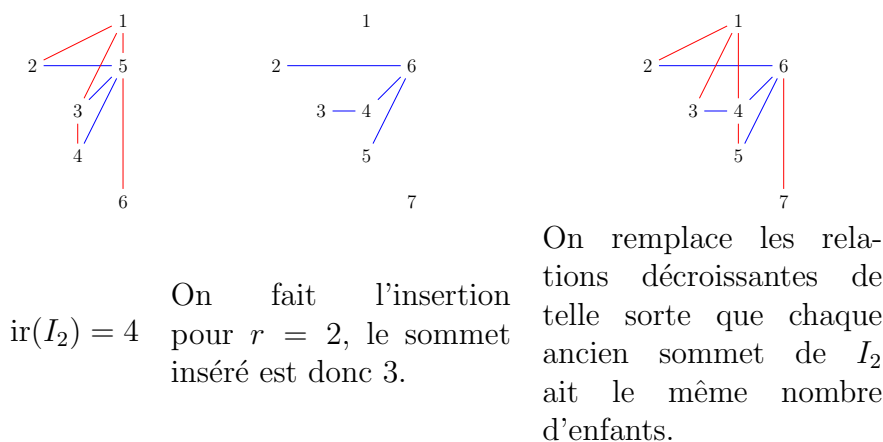 1 1 1
2 5 2 6 2 6
3 3 4 3 4
4 5 5
6 7 7
ir(I_2) = 4
On fait l'insertion
pour r = 2, le sommet
inséré est donc 3.
On remplace les rela-
tions décroissantes de
telle sorte que chaque
ancien sommet de I_2
ait le même nombre
d'enfants.